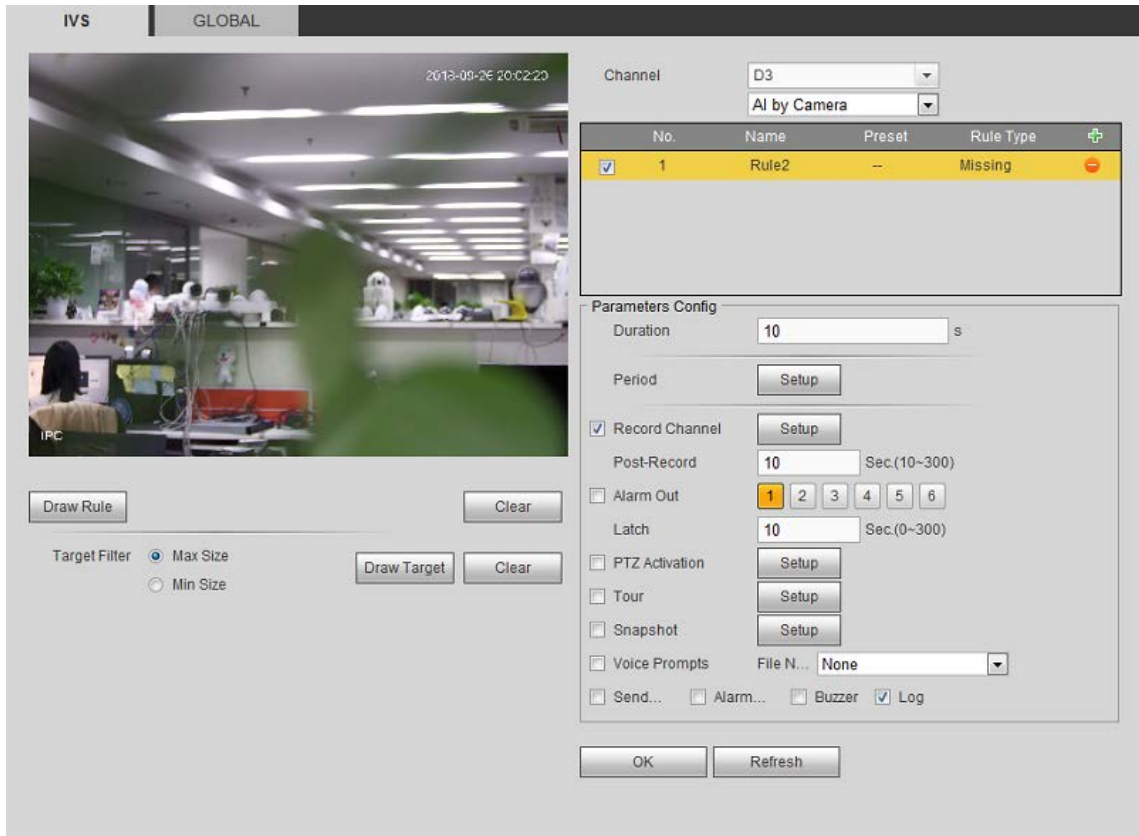 IVS
GLOBAL
2018-09-26 20:02:20
IPC
Draw Rule
Clear
Target Filter
Max Size
Min Size
Draw Target
Clear
Channel
D3
AI by Camera
No. Name Preset Rule Type
1 Rule2 -- Missing
Parameters Config
Duration 10 s
Period Setup
Record Channel Setup
Post-Record 10 Sec.(10~300)
Alarm Out 1 2 3 4 5 6
Latch 10 Sec.(0~300)
PTZ Activation Setup
Tour Setup
Snapshot Setup
Voice Prompts File N... None
Send... Alarm... Buzzer Log
OK Refresh